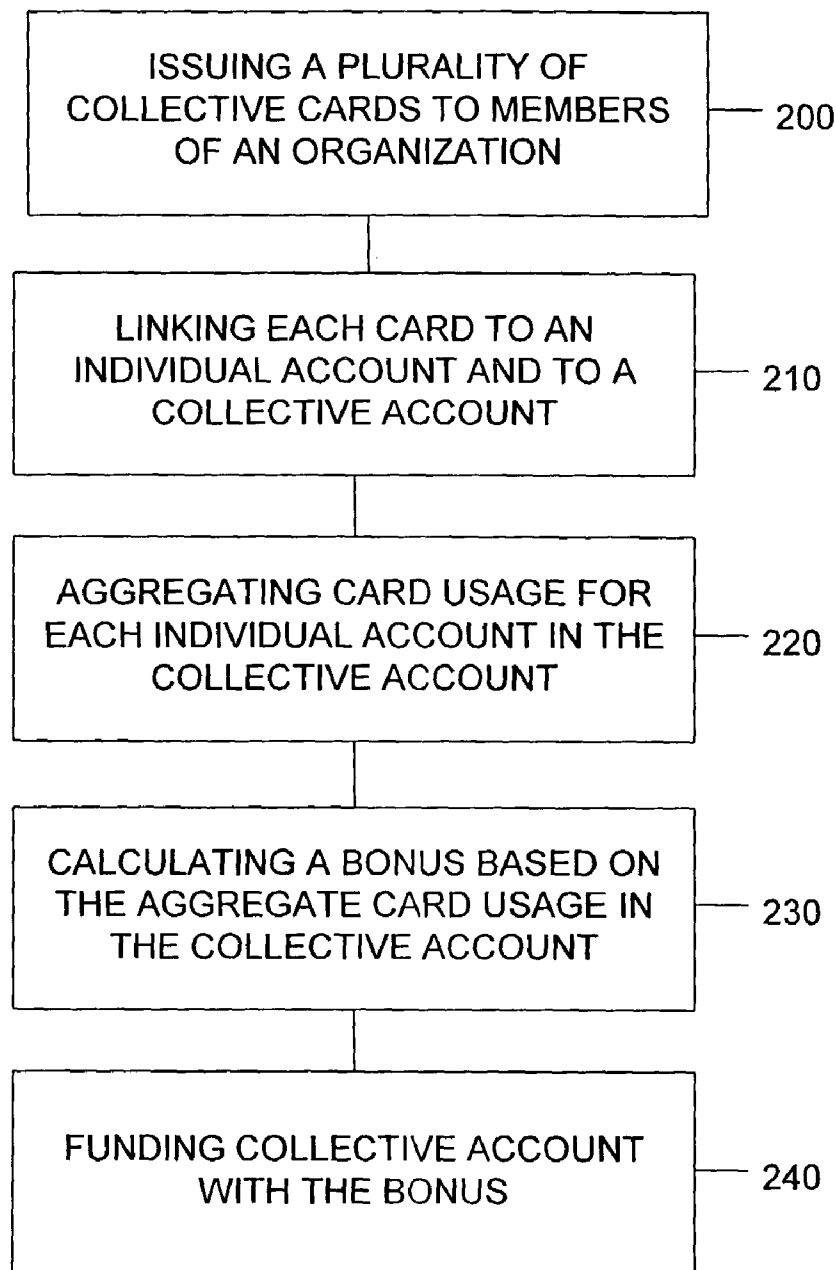 ISSUING A PLURALITY OF
COLLECTIVE CARDS TO MEMBERS
OF AN ORGANIZATION
200
LINKING EACH CARD TO AN
INDIVIDUAL ACCOUNT AND TO A
COLLECTIVE ACCOUNT
210
AGGREGATING CARD USAGE FOR
EACH INDIVIDUAL ACCOUNT IN THE
COLLECTIVE ACCOUNT
220
CALCULATING A BONUS BASED ON
THE AGGREGATE CARD USAGE IN
THE COLLECTIVE ACCOUNT
230
FUNDING COLLECTIVE ACCOUNT
WITH THE BONUS
240